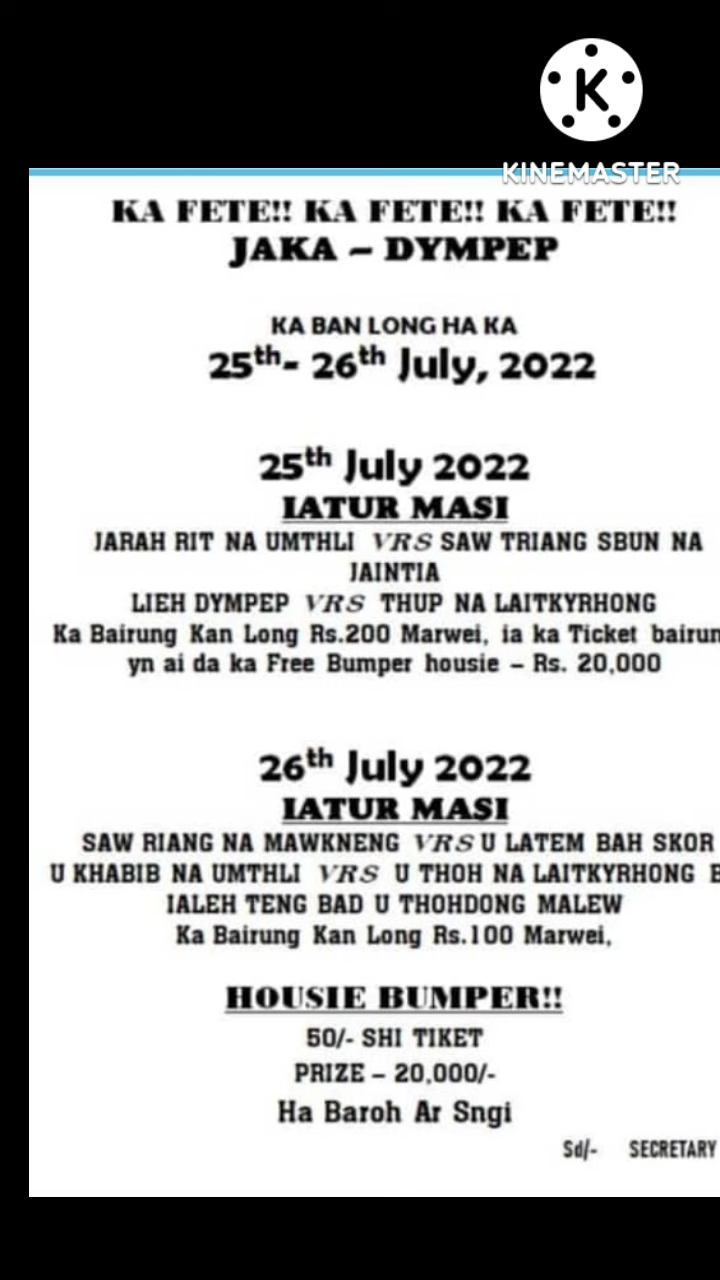 K
KINEMASTER
KA FETE!! KA FETE!! KA FETE!!
JAKA – DYMPEP
KA BAN LONG HA KA
25th- 26th July, 2022
25th July 2022
IATUR MASI
JARAH RIT NA UMTHLI VRS SAW TRIANG SBUN NA
JAINTIA
LIEH DYMPEP VRS THUP NA LAITKYRHONG
Ka Bairung Kan Long Rs.200 Marwei, ia ka Ticket
yn ai da ka Free Bumper housie – Rs. 20,000
26th July 2022
IATUR MASI
SAW RIANG NA MAWKNENG VRS U LATEM BAH SKOR
U KHABIB NA UMTHLI VRS U THOH NA LAITKYRHONG
IALEH TENG BAD U THOHDONG MALEW
Ka Bairung Kan Long Rs.100 Marwei,
HOUSIE BUMPER!!
50/- SHI TIKET
PRIZE – 20,000/-
Ha Baroh Ar Sngi
Sd/- SECRETARY